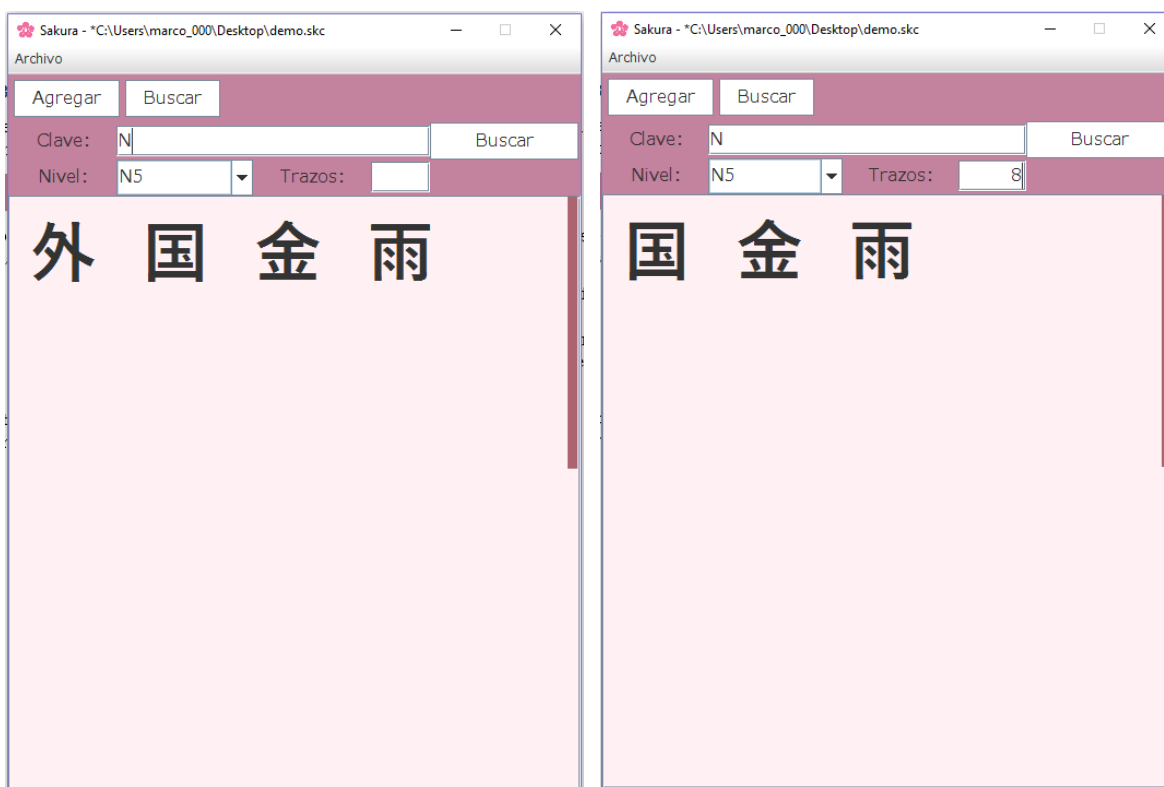 Sakura - *C:\Users\marco_000\Desktop\demo.skc
Archivo
Agregar Buscar
Clave: N Buscar
Nivel: N5 Trazos:
外 国 金 雨
Sakura - *C:\Users\marco_000\Desktop\demo.skc
Archivo
Agregar Buscar
Clave: N Buscar
Nivel: N5 Trazos: 8
国 金 雨